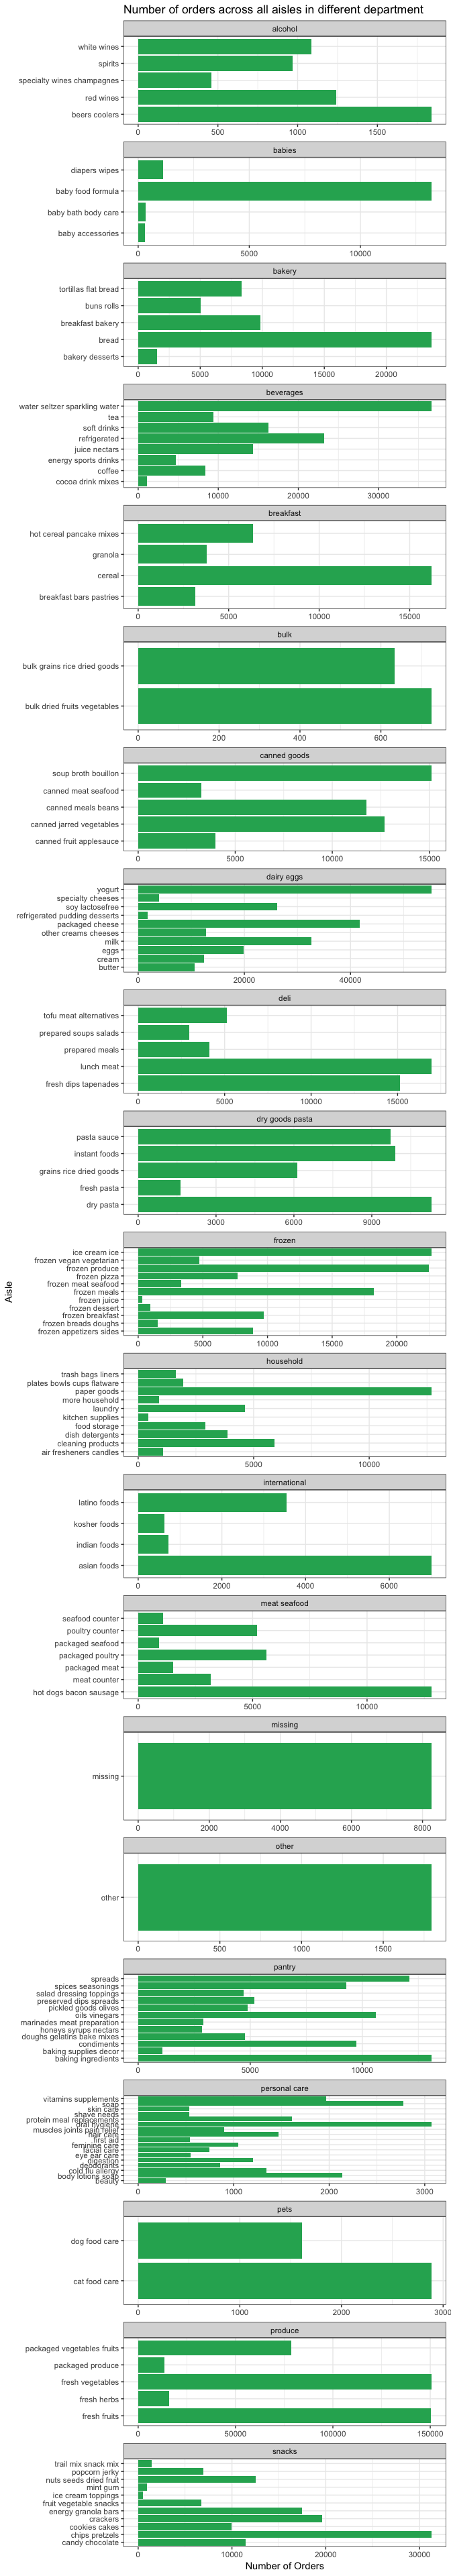 Number of orders across all aisles in different department
alcohol
white wines
spirits
specialty wines champagnes
red wines
beers coolers
0 500 1000 1500
babies
diapers wipes
baby food formula
baby bath body care
baby accessories
0 5000 10000
bakery
tortillas flat bread
buns rolls
breakfast bakery
bread
bakery desserts
0 5000 10000 15000 20000
beverages
water seltzer sparkling water
tea
soft drinks
refrigerated
juice nectars
energy sports drinks
coffee
cocoa drink mixes
0 10000 20000 30000
breakfast
hot cereal pancake mixes
granola
cereal
breakfast bars pastries
0 5000 10000 15000
bulk
bulk grains rice dried goods
bulk dried fruits vegetables
0 200 400 600
canned goods
soup broth bouillon
canned meat seafood
canned meals beans
canned jarred vegetables
canned fruit applesauce
0 5000 10000 15000
dairy eggs
yogurt
specialty cheeses
soy lactosefree
refrigerated pudding desserts
packaged cheese
other creams cheeses
milk
eggs
cream
butter
0 20000 40000
deli
tofu meat alternatives
prepared soups salads
prepared meals
lunch meat
fresh dips tapenades
0 5000 10000 15000
dry goods pasta
pasta sauce
instant foods
grains rice dried goods
fresh pasta
dry pasta
0 3000 6000 9000
Aisle
frozen
ice cream ice
frozen vegan vegetarian
frozen produce
frozen pizza
frozen meat seafood
frozen meals
frozen juice
frozen dessert
frozen breakfast
frozen breads doughs
frozen appetizers sides
0 5000 10000 15000 20000
household
trash bags liners
plates bowls cups flatware
paper goods
more household
laundry
kitchen supplies
food storage
dish detergents
cleaning products
air fresheners candles
0 5000 10000
international
latino foods
kosher foods
indian foods
asian foods
0 2000 4000 6000
meat seafood
seafood counter
poultry counter
packaged seafood
packaged poultry
packaged meat
meat counter
hot dogs bacon sausage
0 5000 10000
missing
missing
0 2000 4000 6000 8000
other
other
0 500 1000 1500
pantry
spreads
spices seasonings
salad dressing toppings
preserved dips spreads
pickled goods olives
oils vinegars
marinades meat preparation
honeys syrups nectars
doughs gelatins bake mixes
condiments
baking supplies decor
baking ingredients
0 5000 10000
personal care
vitamins supplements
soap
skin care
shave needs
protein meal replacements
oral hygiene
muscles joints pain relief
hair care
first aid
feminine care
facial care
eye ear care
digestion
deodorants
cold flu allergy
body lotions soap
beauty
0 1000 2000 3000
pets
dog food care
cat food care
0 1000 2000 3000
produce
packaged vegetables fruits
packaged produce
fresh vegetables
fresh herbs
fresh fruits
0 50000 100000 150000
snacks
trail mix snack mix
popcorn jerky
nuts seeds dried fruit
mint gum
ice cream toppings
fruit vegetable snacks
energy granola bars
crackers
cookies cakes
chips pretzels
candy chocolate
0 10000 20000 30000
Number of Orders